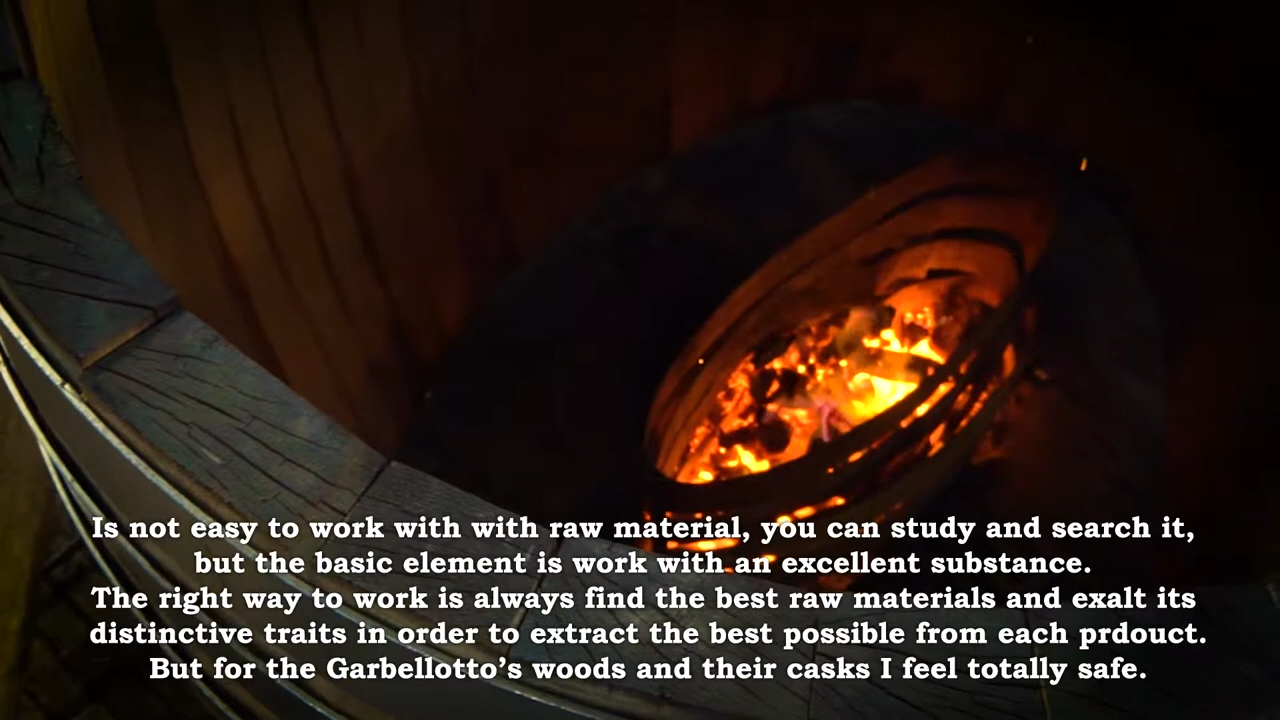 Is not easy to work with with raw material, you can study and search it,
but the basic element is work with an excellent substance.
The right way to work is always find the best raw materials and exalt its
distinctive traits in order to extract the best possible from each prdouct.
But for the Garbellotto’s woods and their casks I feel totally safe.